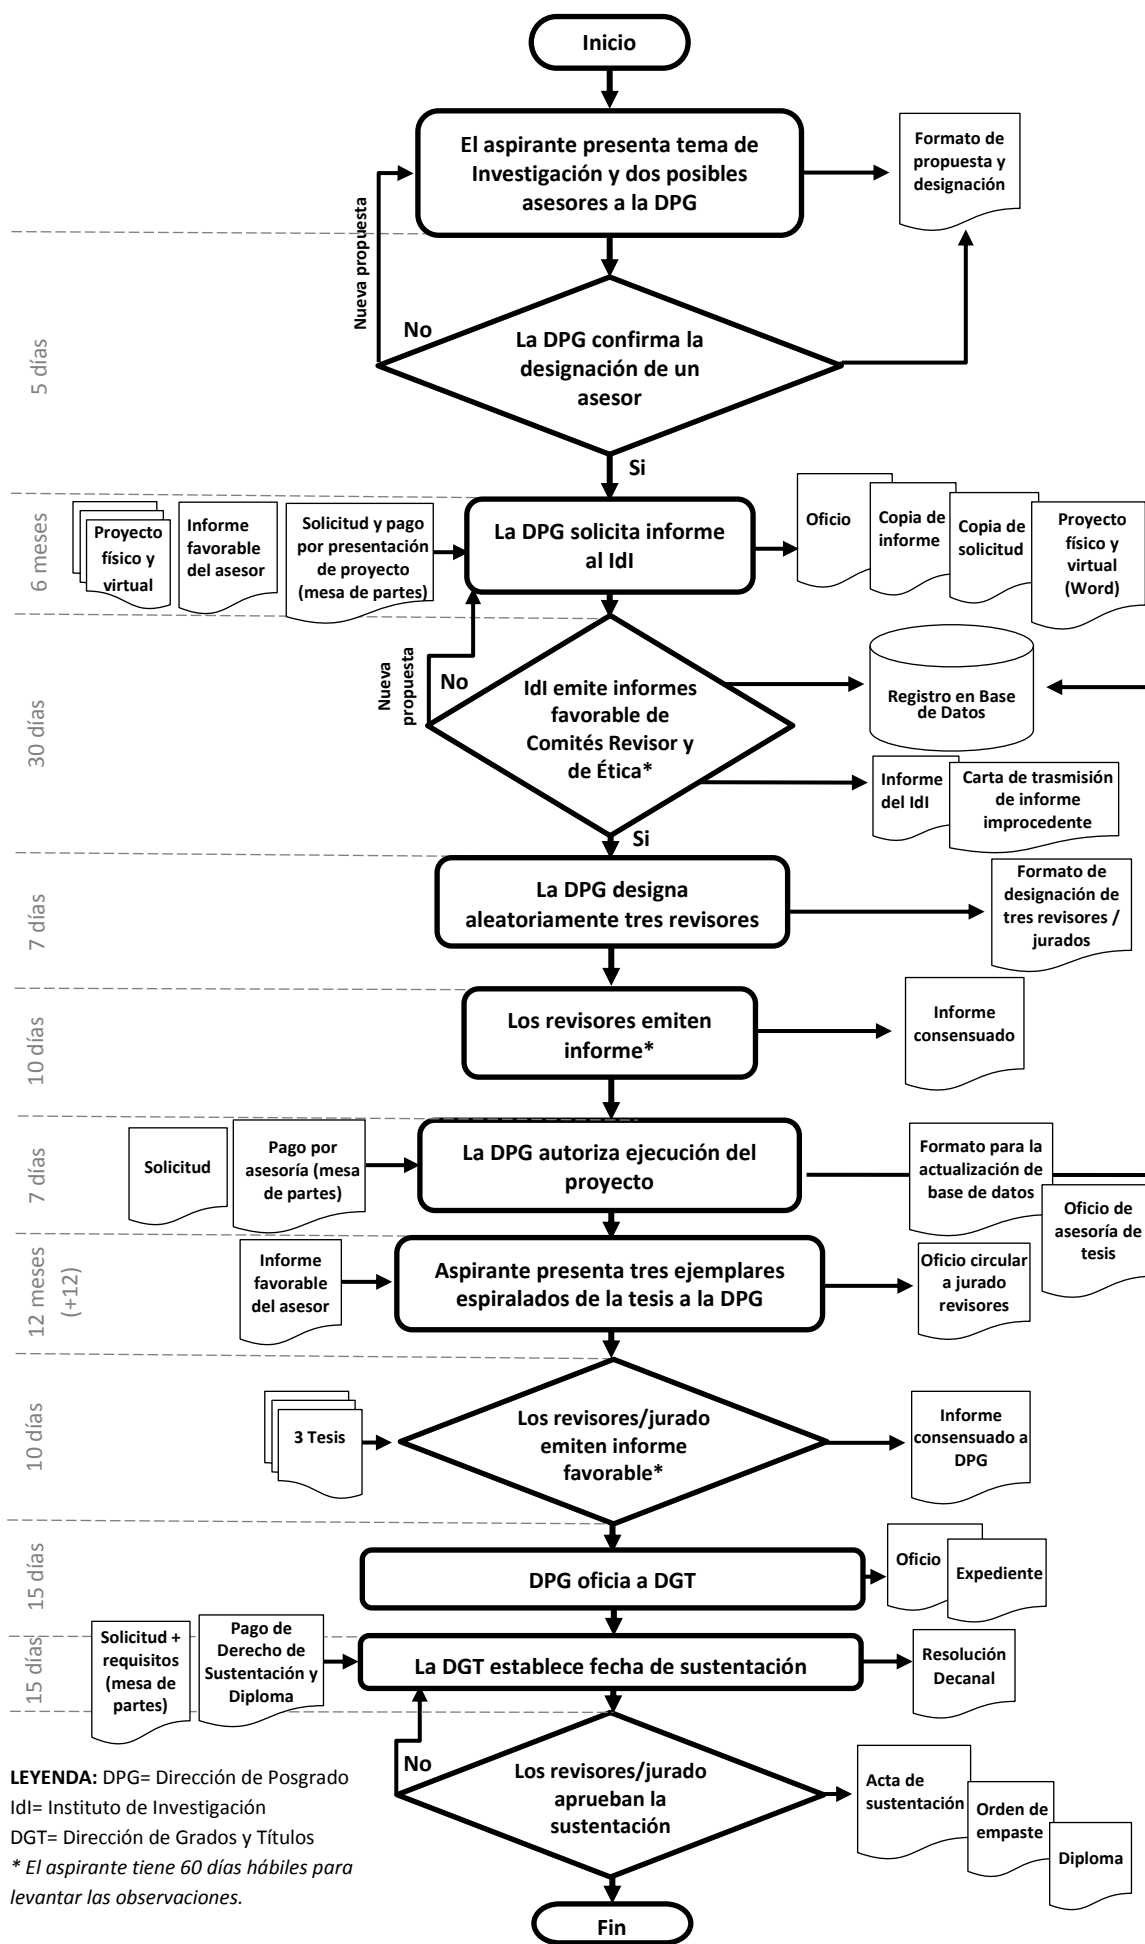 Inicio
El aspirante presenta tema de
Investigación y dos posibles
asesores a la DPG
Formato de
propuesta y
designación
Nueva propuesta
5 días
No
La DPG confirma la
designación de un
asesor
Si
6 meses
Proyecto
físico y
virtual
Informe
favorable
del asesor
Solicitud y pago
por presentación
de proyecto
(mesa de partes)
La DPG solicita informe
al IdI
Oficio
Copia de
informe
Copia de
solicitud
Proyecto
físico y
virtual
(Word)
30 días
Nueva
propuesta
No
IdI emite informes
favorable de
Comités Revisor y
de Ética*
Registro en Base
de Datos
Informe
del IdI
Carta de trasmisión
de informe
improcedente
Si
7 días
La DPG designa
aleatoriamente tres revisores
Formato de
designación de
tres revisores /
jurados
10 días
Los revisores emiten
informe*
Informe
consensuado
7 días
Solicitud
Pago por
asesoría (mesa
de partes)
La DPG autoriza ejecución del
proyecto
Formato para la
actualización de
base de datos
Oficio de
asesoría de
tesis
12 meses
(+12)
Informe
favorable
del asesor
Aspirante presenta tres ejemplares
espiralados de la tesis a la DPG
Oficio circular
a jurado
revisores
10 días
3 Tesis
Los revisores/jurado
emiten informe
favorable*
Informe
consensuado a
DPG
15 días
DPG oficia a DGT
Oficio
Expediente
15 días
Solicitud +
requisitos
(mesa de
partes)
Pago de
Derecho de
Sustentación y
Diploma
La DGT establece fecha de sustentación
Resolución
Decanal
No
Los revisores/jurado
aprueban la
sustentación
Acta de
sustentación
Orden de
empaste
Diploma
LEYENDA: DPG= Dirección de Posgrado
IdI= Instituto de Investigación
DGT= Dirección de Grados y Títulos
* El aspirante tiene 60 días hábiles para
levantar las observaciones.
Fin